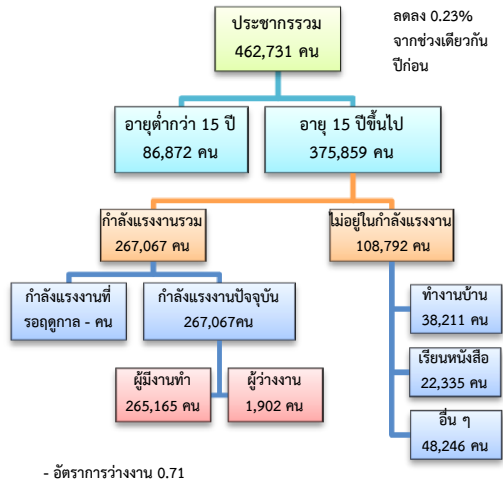 ประชากรรวม
462,731 คน
ลดลง 0.23%
จากช่วงเดียวกัน
ปีก่อน
อายุต่ำกว่า 15 ปี
86,872 คน
อายุ 15 ปีขึ้นไป
375,859 คน
กำลังแรงงานรวม
267,067 คน
ไม่อยู่ในกำลังแรงงาน
108,792 คน
กำลังแรงงานที่
รอฤดูกาล - คน
กำลังแรงงานปัจจุบัน
267,067คน
ทำงานบ้าน
38,211 คน
เรียนหนังสือ
22,335 คน
อื่น ๆ
48,246 คน
ผู้มีงานทำ
265,165 คน
ผู้ว่างงาน
1,902 คน
- อัตราการว่างงาน 0.71